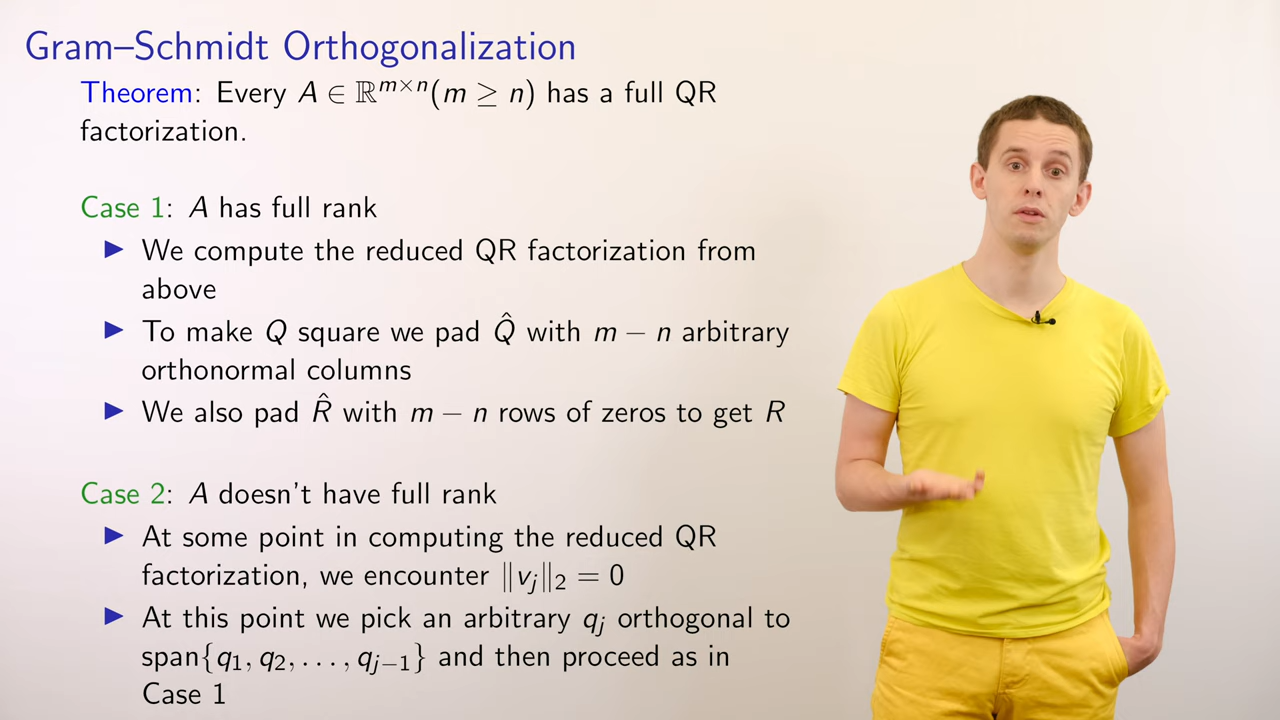 Gram–Schmidt Orthogonalization
Theorem: Every A ∈ ℝ^{m×n}(m ≥ n) has a full QR
factorization.
Case 1: A has full rank
▶ We compute the reduced QR factorization from
above
▶ To make Q square we pad Q̂ with m − n arbitrary
orthonormal columns
▶ We also pad R̂ with m − n rows of zeros to get R
Case 2: A doesn't have full rank
▶ At some point in computing the reduced QR
factorization, we encounter ‖v_j‖₂ = 0
▶ At this point we pick an arbitrary q_j orthogonal to
span{q₁, q₂, . . . , q_{j−1}} and then proceed as in
Case 1